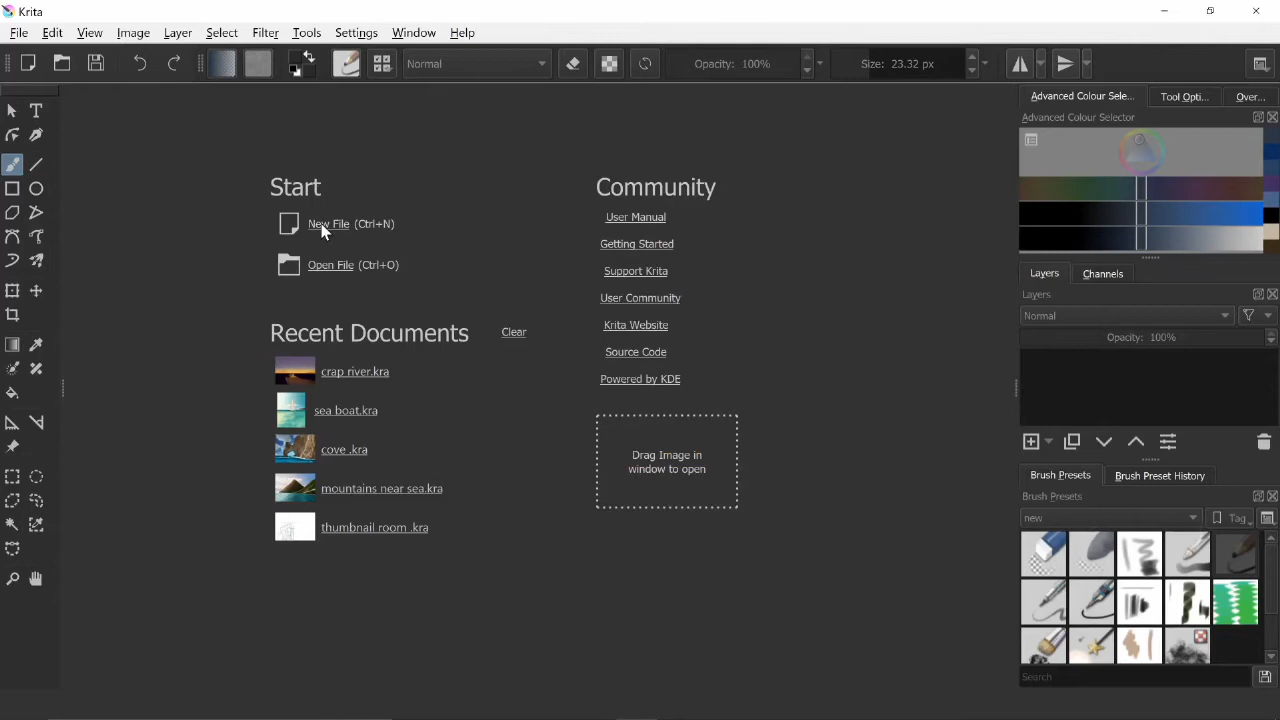 Krita
File Edit View Image Layer Select Filter Tools Settings Window Help
Normal Opacity: 100% Size: 23.32 px
Advanced Colour Sele... Tool Opti... Over...
Advanced Colour Selector
Start
New File (Ctrl+N)
Open File (Ctrl+O)
Recent Documents Clear
crap river.kra
sea boat.kra
cove .kra
mountains near sea.kra
thumbnail room .kra
Community
User Manual
Getting Started
Support Krita
User Community
Krita Website
Source Code
Powered by KDE
Drag Image in
window to open
Layers Channels
Layers
Normal
Opacity: 100%
Brush Presets Brush Preset History
Brush Presets
new Tag
Search